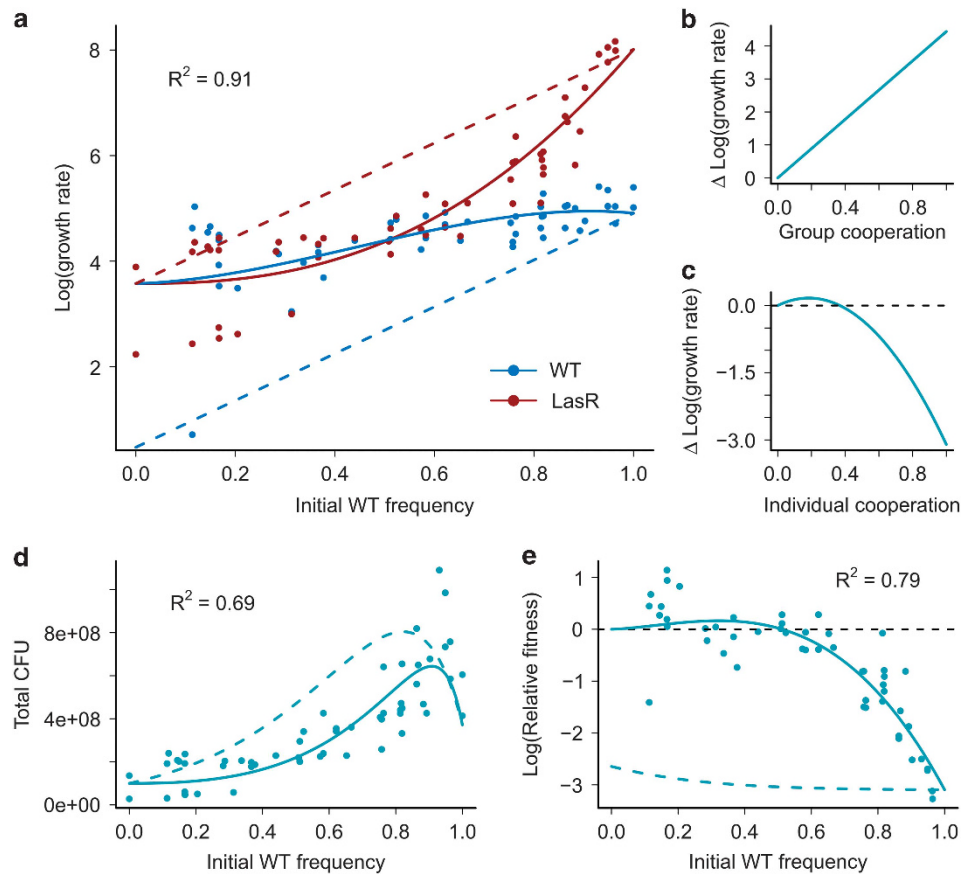 a
R² = 0.91
Log(growth rate)
8
6
4
2
WT
LasR
0.0 0.2 0.4 0.6 0.8 1.0
Initial WT frequency
b
Δ Log(growth rate)
4
3
2
1
0
0.0 0.4 0.8
Group cooperation
c
Δ Log(growth rate)
0.0
−1.5
−3.0
0.0 0.4 0.8
Individual cooperation
d
R² = 0.69
Total CFU
8e+08
4e+08
0e+00
0.0 0.2 0.4 0.6 0.8 1.0
Initial WT frequency
e
R² = 0.79
Log(Relative fitness)
1
0
−1
−2
−3
0.0 0.2 0.4 0.6 0.8 1.0
Initial WT frequency